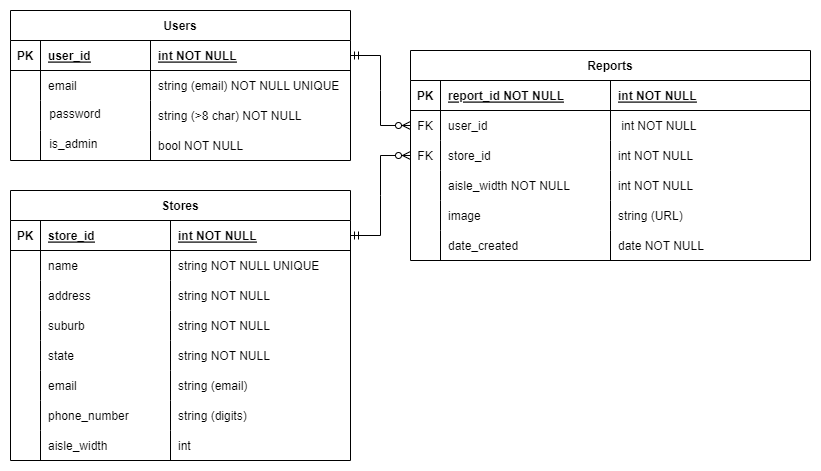 Users
PK user_id int NOT NULL
email string (email) NOT NULL UNIQUE
password string (>8 char) NOT NULL
is_admin bool NOT NULL
Reports
PK report_id NOT NULL int NOT NULL
FK user_id int NOT NULL
FK store_id int NOT NULL
aisle_width NOT NULL int NOT NULL
image string (URL)
date_created date NOT NULL
Stores
PK store_id int NOT NULL
name string NOT NULL UNIQUE
address string NOT NULL
suburb string NOT NULL
state string NOT NULL
email string (email)
phone_number string (digits)
aisle_width int